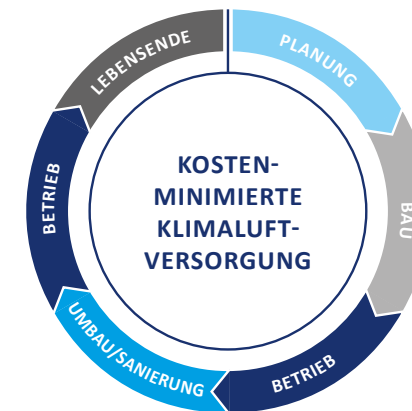 PLANUNG
BAU
BETRIEB
UMBAU/SANIERUNG
BETRIEB
LEBENSENDE
KOSTEN-
MINIMIERTE
KLIMALUFT-
VERSORGUNG